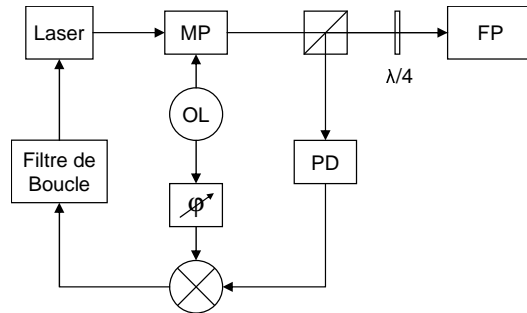 Laser
MP
FP
λ/4
OL
Filtre de
Boucle
PD
φ